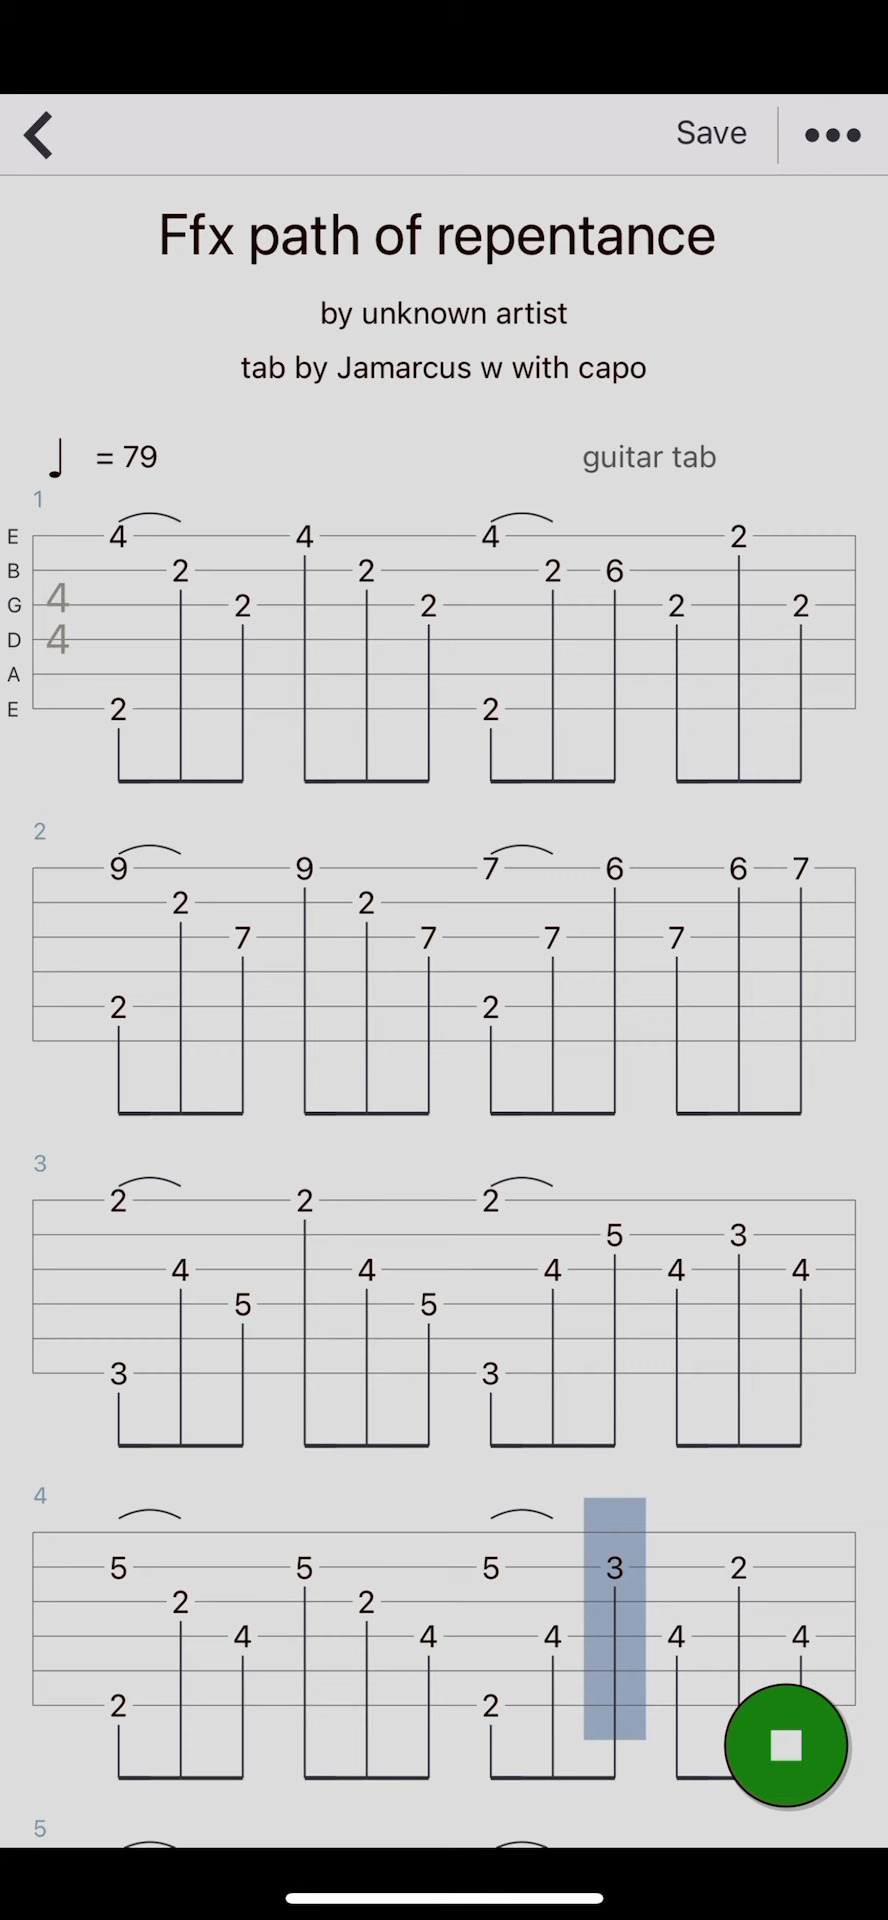 Save
Ffx path of repentance
by unknown artist
tab by Jamarcus w with capo
= 79
guitar tab
1
E 4 4 4 2
B 2 2 2 6
G 4 2 2 2 2
D 4
A
E 2 2
2
9 9 7 6 6 7
2 2
7 7 7 7
2 2
3
2 2 2
5 3
4 4 4 4 4
5 5
3 3
4
5 5 5 3 2
2 2
4 4 4 4 4
2 2
5